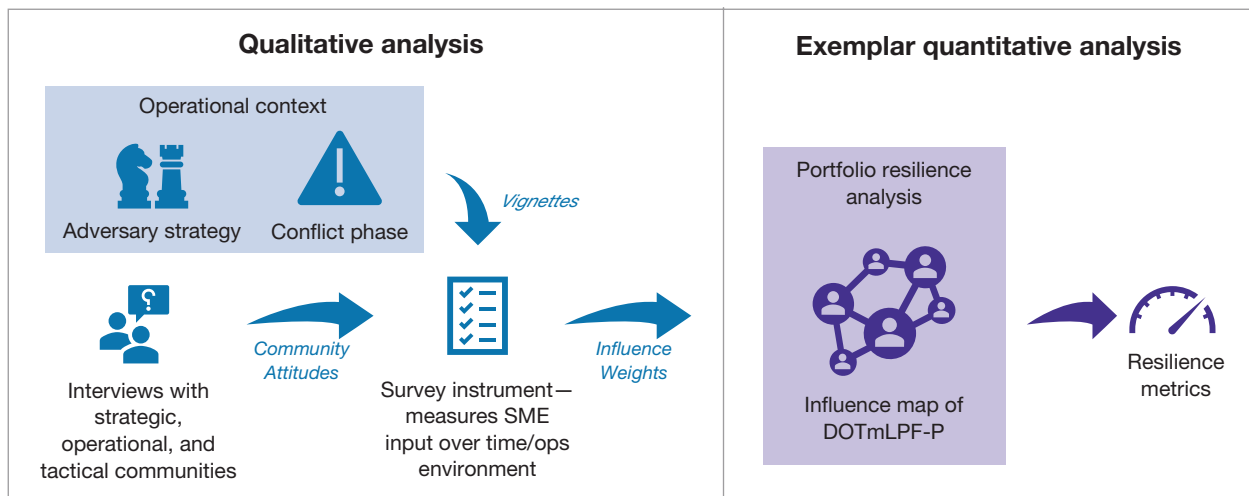 Qualitative analysis
Operational context
Adversary strategy
Conflict phase
Vignettes
?
Interviews with
strategic,
operational, and
tactical communities
Community
Attitudes
Survey instrument—
measures SME
input over time/ops
environment
Influence
Weights
Exemplar quantitative analysis
Portfolio resilience
analysis
Influence map of
DOTmLPF-P
Resilience
metrics